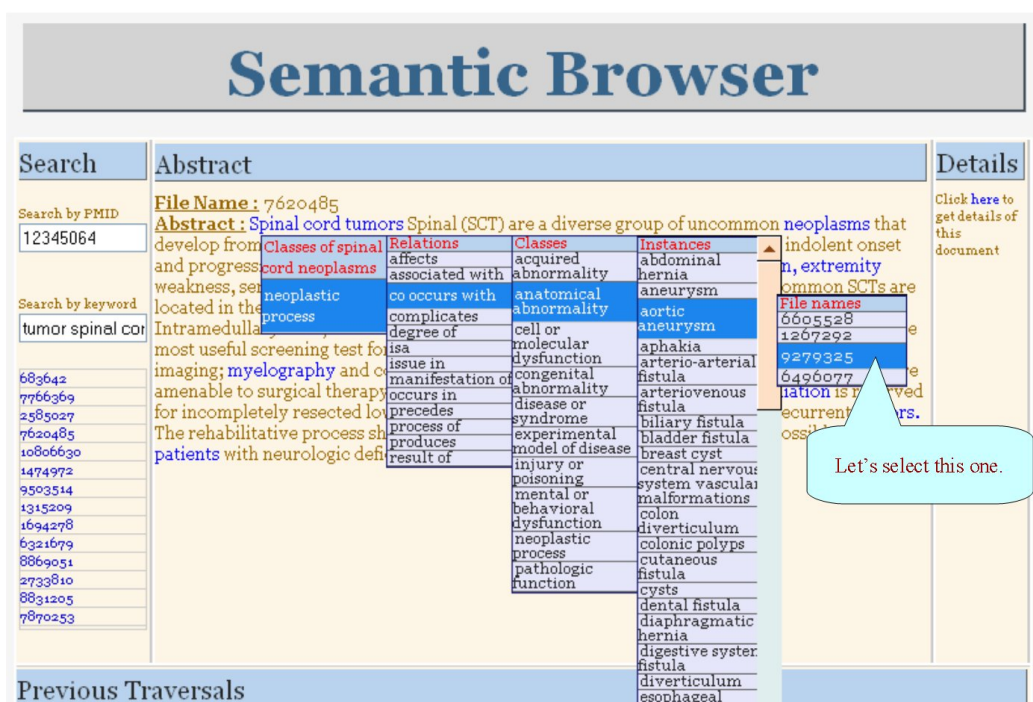 Semantic Browser
Search
Search by PMID
12345064
Search by keyword
tumor spinal cor
683642
7766369
2585027
7620485
10806630
1474972
9503514
1315209
1694278
6321679
8869051
2733810
8831205
7870253
Abstract
File Name : 7620485
Abstract : Spinal cord tumors Spinal (SCT) are a diverse group of uncommon neoplasms that
develop from indolent onset
and progress n, extremity
weakness, ser ommon SCTs are
located in the
Intramedulla
most useful screening test for
imaging; myelography and c
amenable to surgical therapy iation is
for incompletely resected lo ecurrent
The rehabilitative process sh
patients with neurologic defi
Classes of spinal
cord neoplasms
neoplastic
process
Relations
affects
associated with
co occurs with
complicates
degree of
isa
issue in
manifestation of
occurs in
precedes
process of
produces
result of
Classes
acquired
abnormality
anatomical
abnormality
cell or
molecular
dysfunction
congenital
abnormality
disease or
syndrome
experimental
model of disease
injury or
poisoning
mental or
behavioral
dysfunction
neoplastic
process
pathologic
function
Instances
abdominal
hernia
aneurysm
aortic
aneurysm
aphakia
arterio-arterial
fistula
arteriovenous
fistula
biliary fistula
bladder fistula
breast cyst
central nervous
system vascular
malformations
colon
diverticulum
colonic polyps
cutaneous
fistula
cysts
dental fistula
diaphragmatic
hernia
digestive system
fistula
diverticulum
esophageal
File names
6605528
1267292
9279325
6496077
Let's select this one.
Details
Click here to
get details of
this
document
Previous Traversals